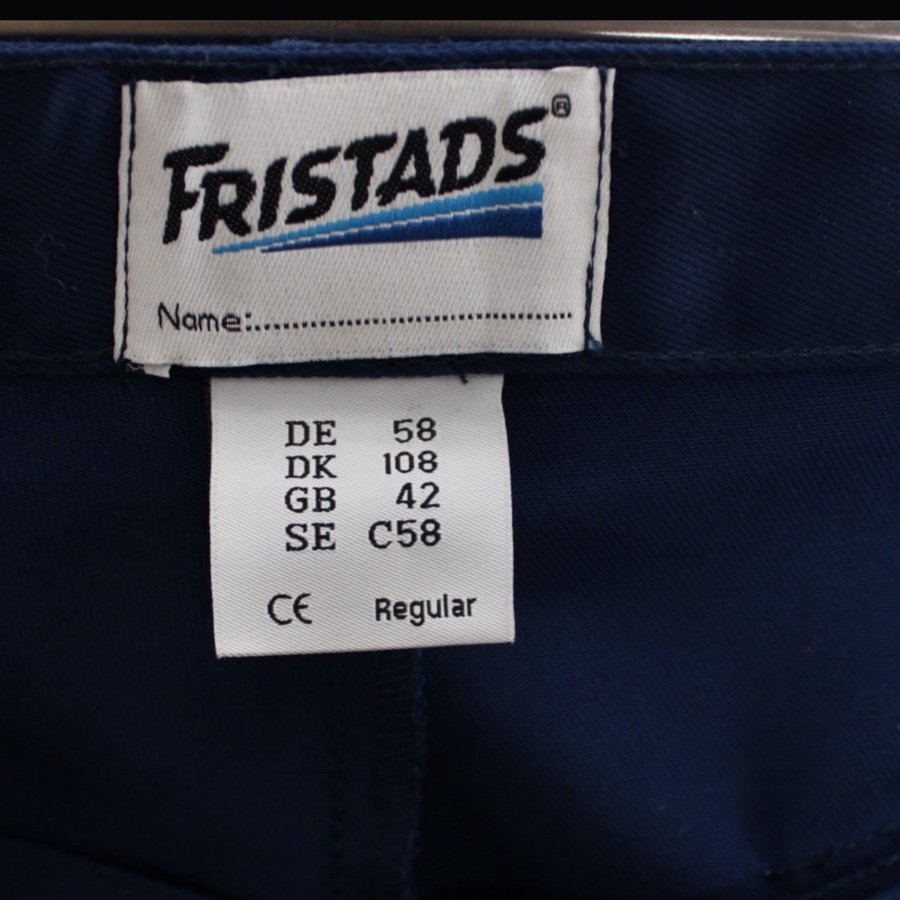 FRISTADS®
Name:......................................
DE 58
DK 108
GB 42
SE C58
CE Regular